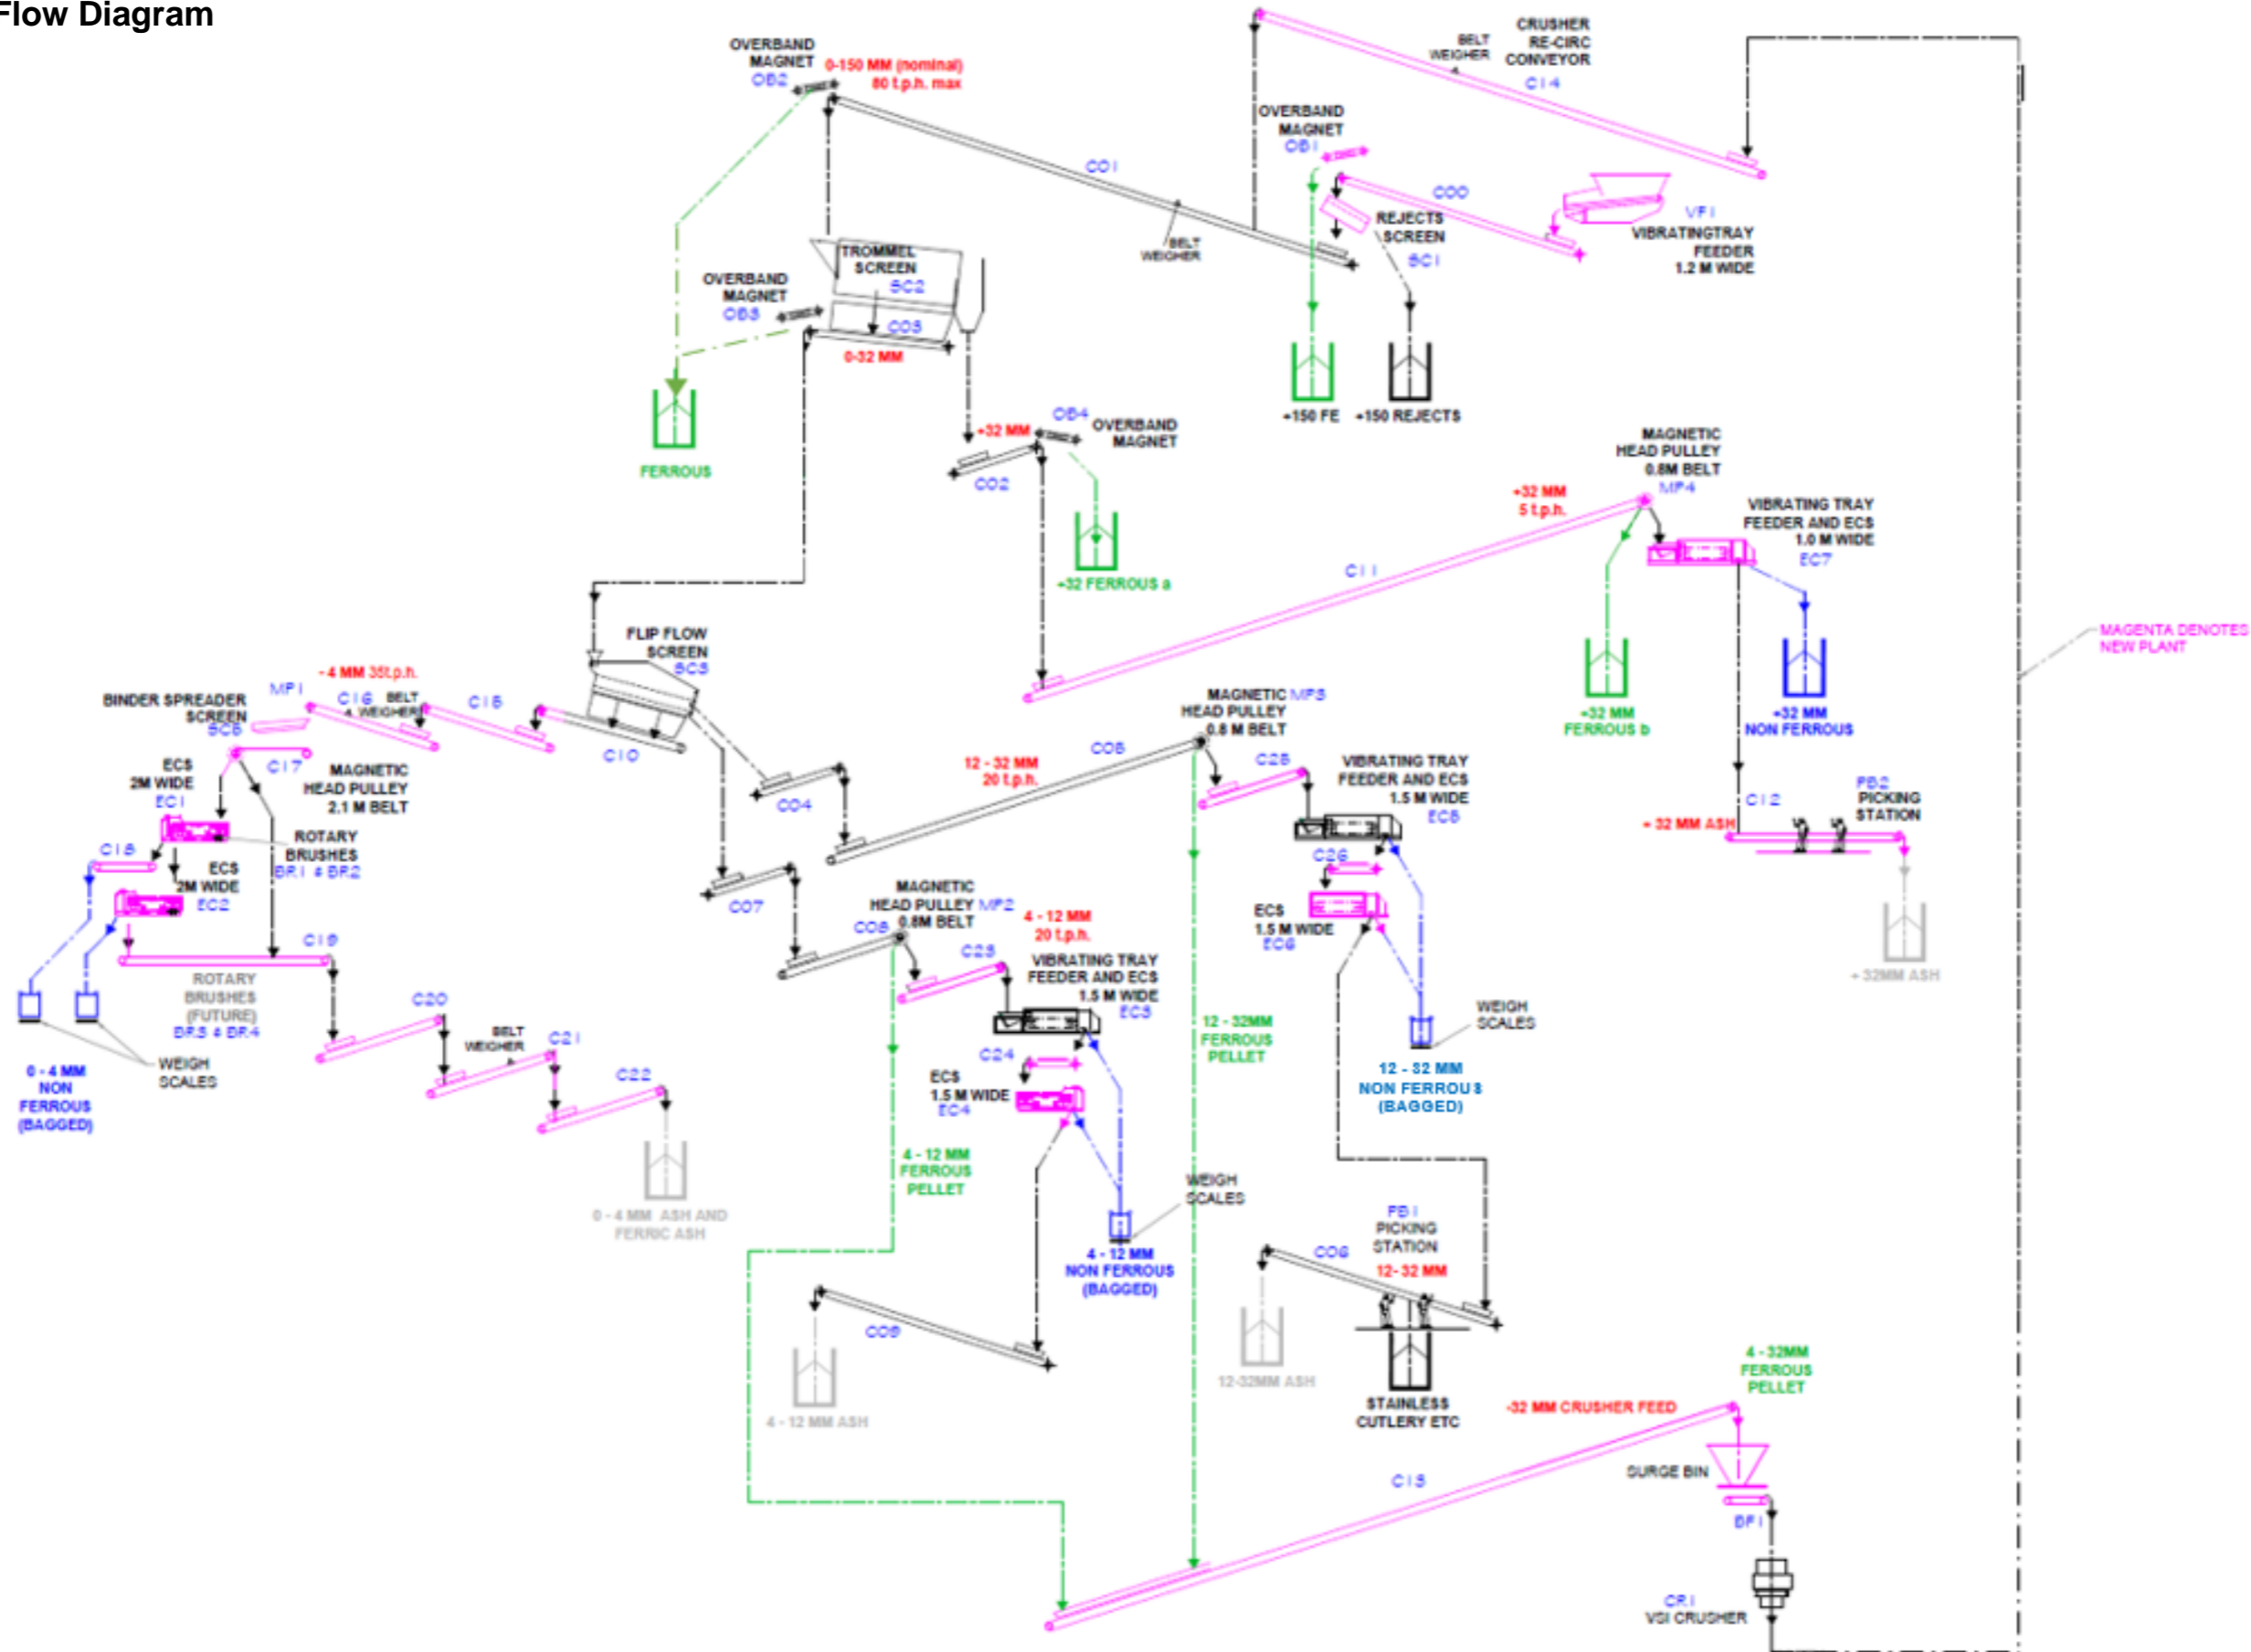 Flow Diagram
OVERBAND
MAGNET
OB2
0-150 MM (nominal)
80 t.p.h. max
BELT
WEIGHER
CRUSHER
RE-CIRC
CONVEYOR
C14
C01
BELT
WEIGHER
OVERBAND
MAGNET
OB1
C00
REJECTS
SCREEN
SC1
VF1
VIBRATINGTRAY
FEEDER
1.2 M WIDE
TROMMEL
SCREEN
SC2
OVERBAND
MAGNET
OB3
C03
0-32 MM
FERROUS
+150 FE
+150 REJECTS
+32 MM
OB4
OVERBAND
MAGNET
C02
+32 FERROUS a
MAGNETIC
HEAD PULLEY
0.8M BELT
MP4
+32 MM
5 t.p.h.
C11
VIBRATING TRAY
FEEDER AND ECS
1.0 M WIDE
EC7
+32 MM
FERROUS b
+32 MM
NON FERROUS
MAGENTA DENOTES
NEW PLANT
FLIP FLOW
SCREEN
SC3
- 4 MM 35t.p.h.
MP1
C16
BELT
WEIGHER
C15
C10
BINDER SPREADER
SCREEN
C17
MAGNETIC
HEAD PULLEY
2.1 M BELT
ECS
2M WIDE
EC1
ROTARY
BRUSHES
BR1 & BR2
C18
ECS
2M WIDE
EC2
C19
ROTARY
BRUSHES
(FUTURE)
BR3 & BR4
WEIGH
SCALES
0 - 4 MM
NON
FERROUS
(BAGGED)
C20
BELT
WEIGHER
C21
C22
0 - 4 MM ASH AND
FERRIC ASH
C04
12 - 32 MM
20 t.p.h.
C05
MAGNETIC MP3
HEAD PULLEY
0.8 M BELT
C25
VIBRATING TRAY
FEEDER AND ECS
1.5 M WIDE
EC5
C26
ECS
1.5 M WIDE
EC6
WEIGH
SCALES
12 - 32 MM
NON FERROUS
(BAGGED)
C12
PB2
PICKING
STATION
+ 32 MM ASH
+ 32MM ASH
C07
MAGNETIC
HEAD PULLEY MP2
0.8M BELT
C08
4 - 12 MM
20 t.p.h.
C23
VIBRATING TRAY
FEEDER AND ECS
1.5 M WIDE
EC3
C24
ECS
1.5 M WIDE
EC4
12 - 32MM
FERROUS
PELLET
4 - 12 MM
FERROUS
PELLET
WEIGH
SCALES
4 - 12 MM
NON FERROUS
(BAGGED)
C09
4 - 12 MM ASH
PB1
PICKING
STATION
C06
12- 32 MM
12-32MM ASH
STAINLESS
CUTLERY ETC
4 - 32MM
FERROUS
PELLET
-32 MM CRUSHER FEED
C13
SURGE BIN
BF1
CR1
VSI CRUSHER